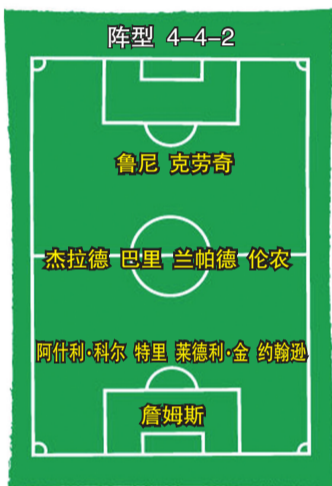 阵型 4-4-2
鲁尼 克劳奇
杰拉德 巴里 兰帕德 伦农
阿什利·科尔 特里 莱德利·金 约翰逊
詹姆斯